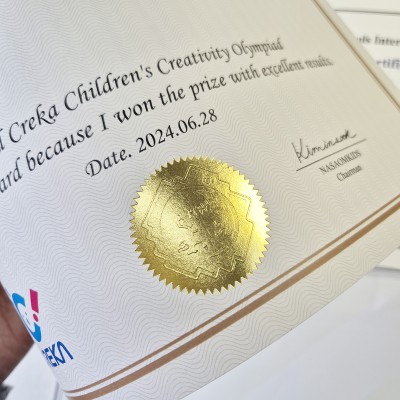 Creka Children's Creativity Olympiad
ard because I won the prize with excellent results.
Date. 2024.06.28
NASAOMKIDS
Chairman